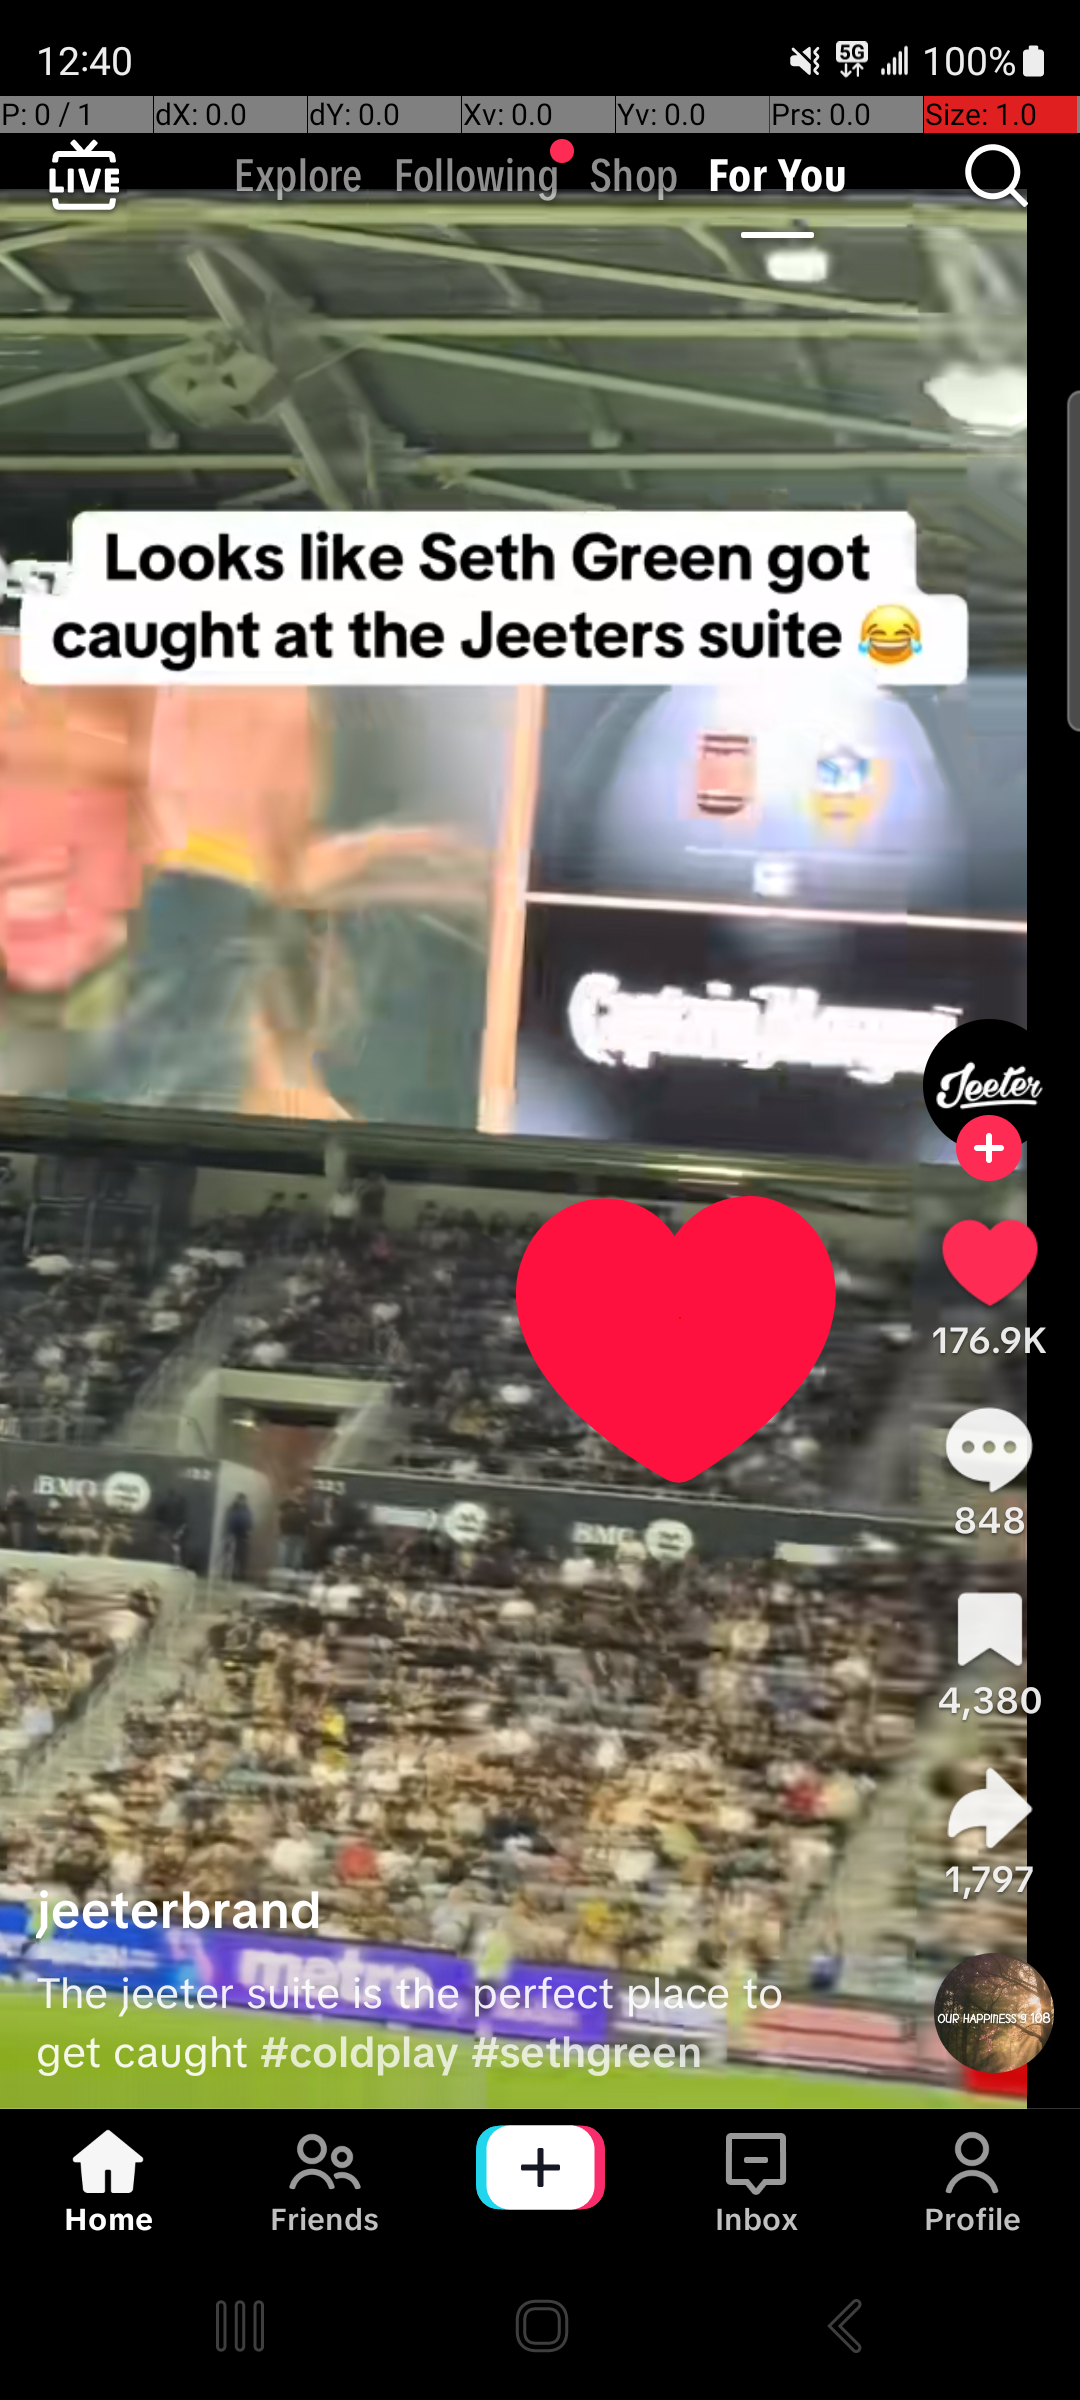 12:40
5G
100%
P: 0 / 1
dX: 0.0
dY: 0.0
Xv: 0.0
Yv: 0.0
Prs: 0.0
Size: 1.0
LIVE
Explore
Following
Shop
For You
Looks like Seth Green got
caught at the Jeeters suite 😂
Jeeter
176.9K
BMO
BMO
848
4,380
1,797
jeeterbrand
metro
The jeeter suite is the perfect place to
get caught #coldplay #sethgreen
OUR HAPPINESS'S 108
Home
Friends
Inbox
Profile